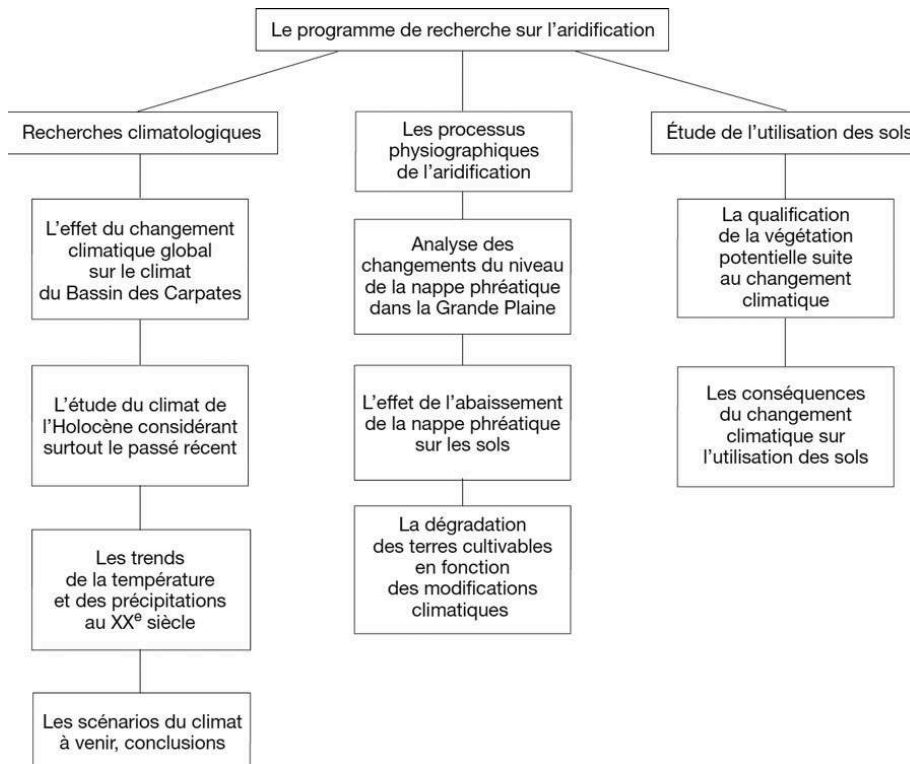 Le programme de recherche sur l'aridification
Recherches climatologiques
L'effet du changement
climatique global
sur le climat
du Bassin des Carpates
L'étude du climat de
l'Holocène considérant
surtout le passé récent
Les trends
de la température
et des précipitations
au XXe siècle
Les scénarios du climat
à venir, conclusions
Les processus
physiographiques
de l'aridification
Analyse des
changements du niveau
de la nappe phréatique
dans la Grande Plaine
L'effet de l'abaissement
de la nappe phréatique
sur les sols
La dégradation
des terres cultivables
en fonction
des modifications
climatiques
Étude de l'utilisation des sols
La qualification
de la végétation
potentielle suite
au changement
climatique
Les conséquences
du changement
climatique sur
l'utilisation des sols